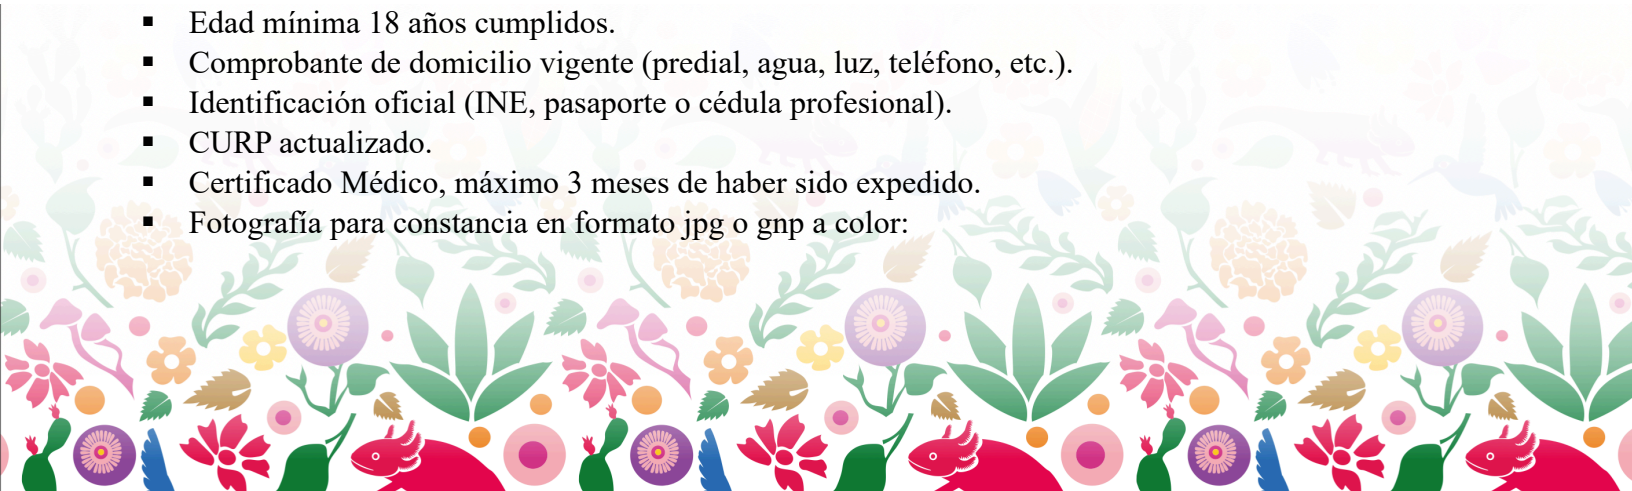 ▪ Edad mínima 18 años cumplidos.
▪ Comprobante de domicilio vigente (predial, agua, luz, teléfono, etc.).
▪ Identificación oficial (INE, pasaporte o cédula profesional).
▪ CURP actualizado.
▪ Certificado Médico, máximo 3 meses de haber sido expedido.
▪ Fotografía para constancia en formato jpg o gnp a color: